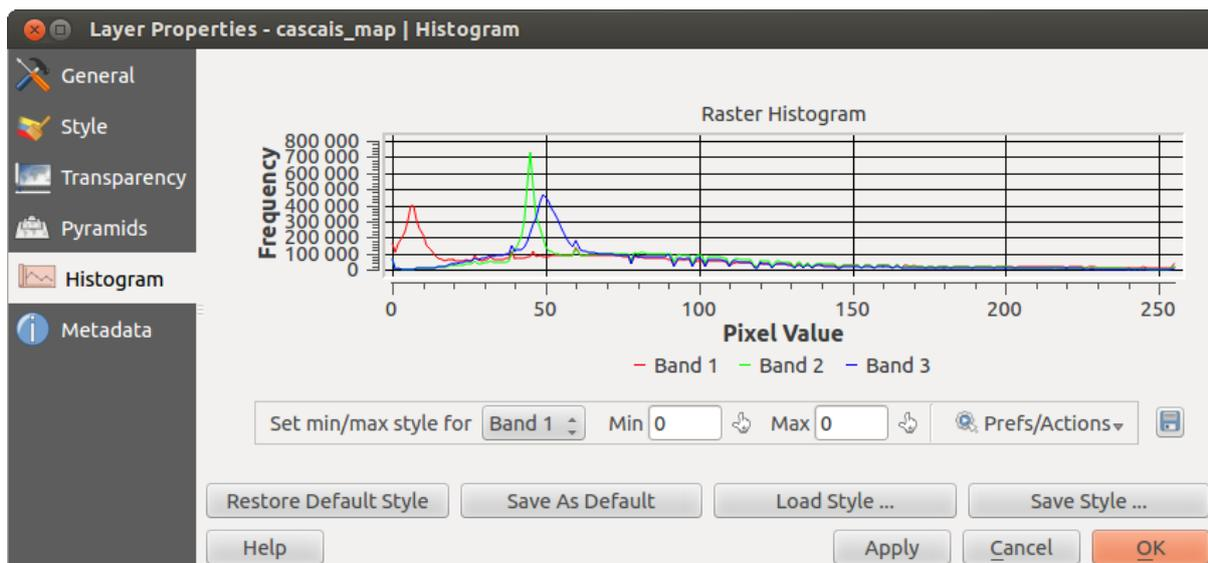 Layer Properties - cascais_map | Histogram
General
Style
Transparency
Pyramids
Histogram
Metadata
Raster Histogram
Frequency
800 000
700 000
600 000
500 000
400 000
300 000
200 000
100 000
0
0 50 100 150 200 250
Pixel Value
Band 1 Band 2 Band 3
Set min/max style for Band 1 Min 0 Max 0 Prefs/Actions
Restore Default Style Save As Default Load Style ... Save Style ...
Help Apply Cancel OK